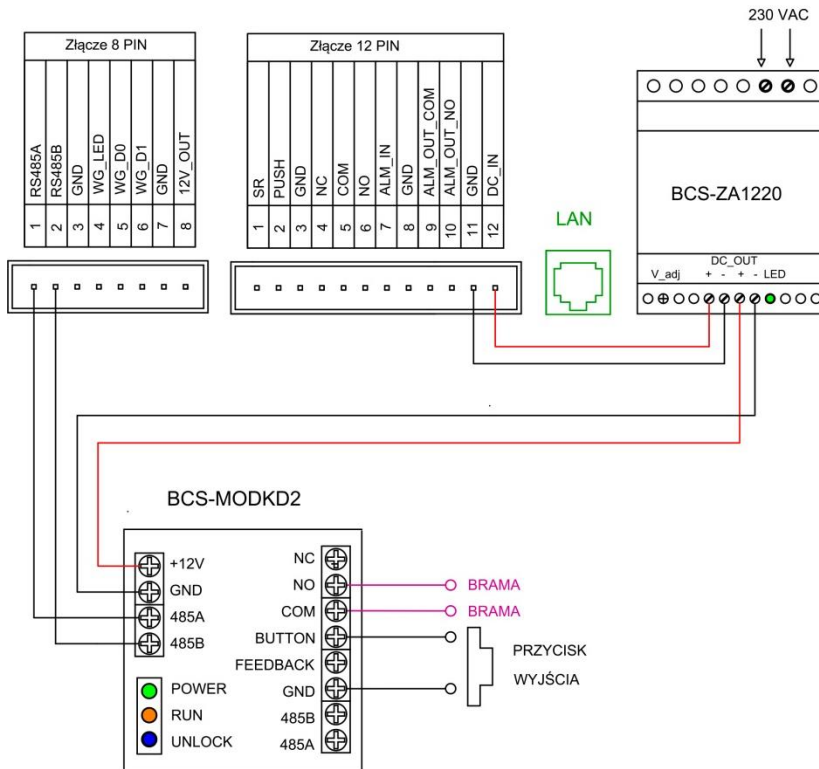 230 VAC
Złącze 8 PIN
RS485A
RS485B
GND
WG_LED
WG_D0
WG_D1
GND
12V_OUT
1 2 3 4 5 6 7 8
Złącze 12 PIN
SR
PUSH
GND
NC
COM
NO
ALM_IN
GND
ALM_OUT_COM
ALM_OUT_NO
GND
DC_IN
1 2 3 4 5 6 7 8 9 10 11 12
LAN
BCS-ZA1220
DC_OUT
V_adj + - + - LED
BCS-MODKD2
+12V
GND
485A
485B
POWER
RUN
UNLOCK
NC
NO
COM
BUTTON
FEEDBACK
GND
485B
485A
BRAMA
BRAMA
PRZYCISK
WYJŚCIA